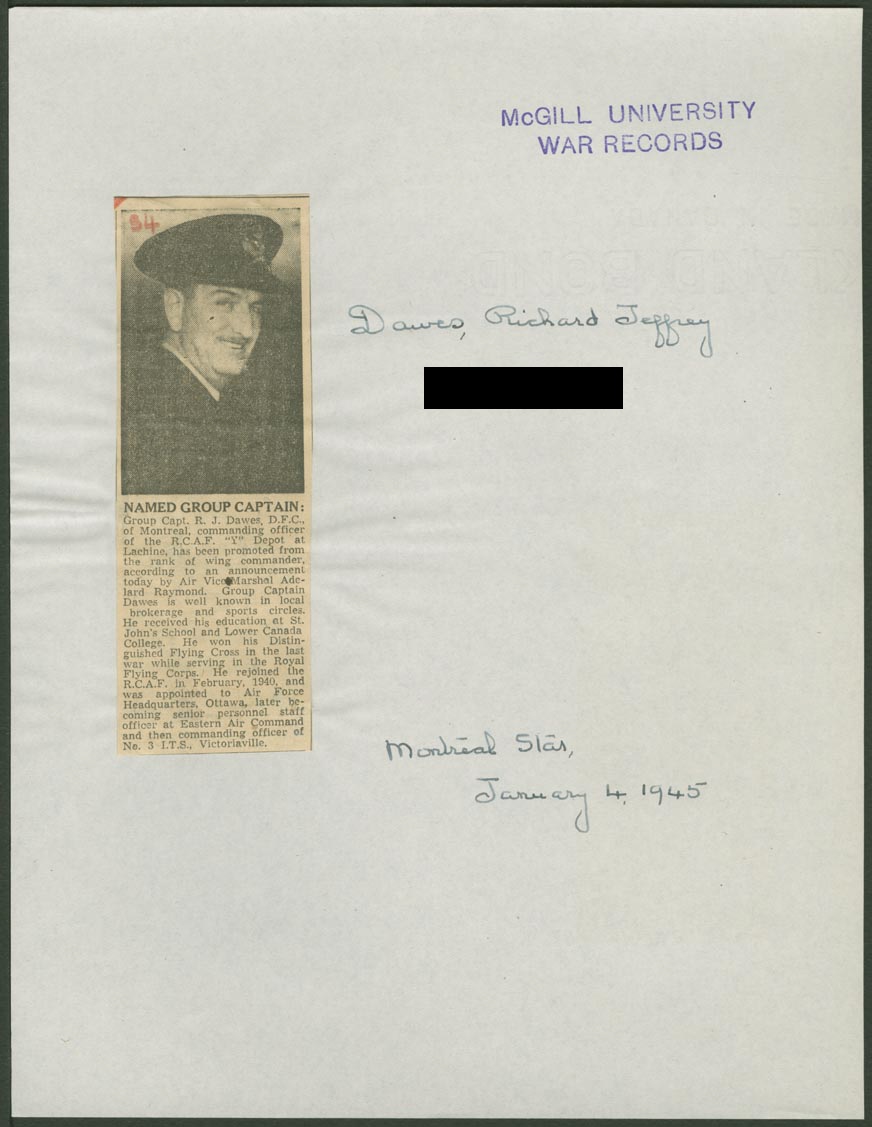 McGILL UNIVERSITY
WAR RECORDS
34
Dawes, Richard Jeffrey
NAMED GROUP CAPTAIN:
Group Capt. R. J. Dawes, D.F.C.,
of Montreal, commanding officer
of the R.C.A.F. "Y" Depot at
Lachine, has been promoted from
the rank of wing commander,
according to an announcement
today by Air Vice Marshal Ade-
lard Raymond. Group Captain
Dawes is well known in local
brokerage and sports circles.
He received his education at St.
John's School and Lower Canada
College. He won his Distin-
guished Flying Cross in the last
war while serving in the Royal
Flying Corps. He rejoined the
R.C.A.F. in February, 1940, and
was appointed to Air Force
Headquarters, Ottawa, later be-
coming senior personnel staff
officer at Eastern Air Command
and then commanding officer of
No. 3 I.T.S., Victoriaville.
Montreal Star,
January 4, 1945